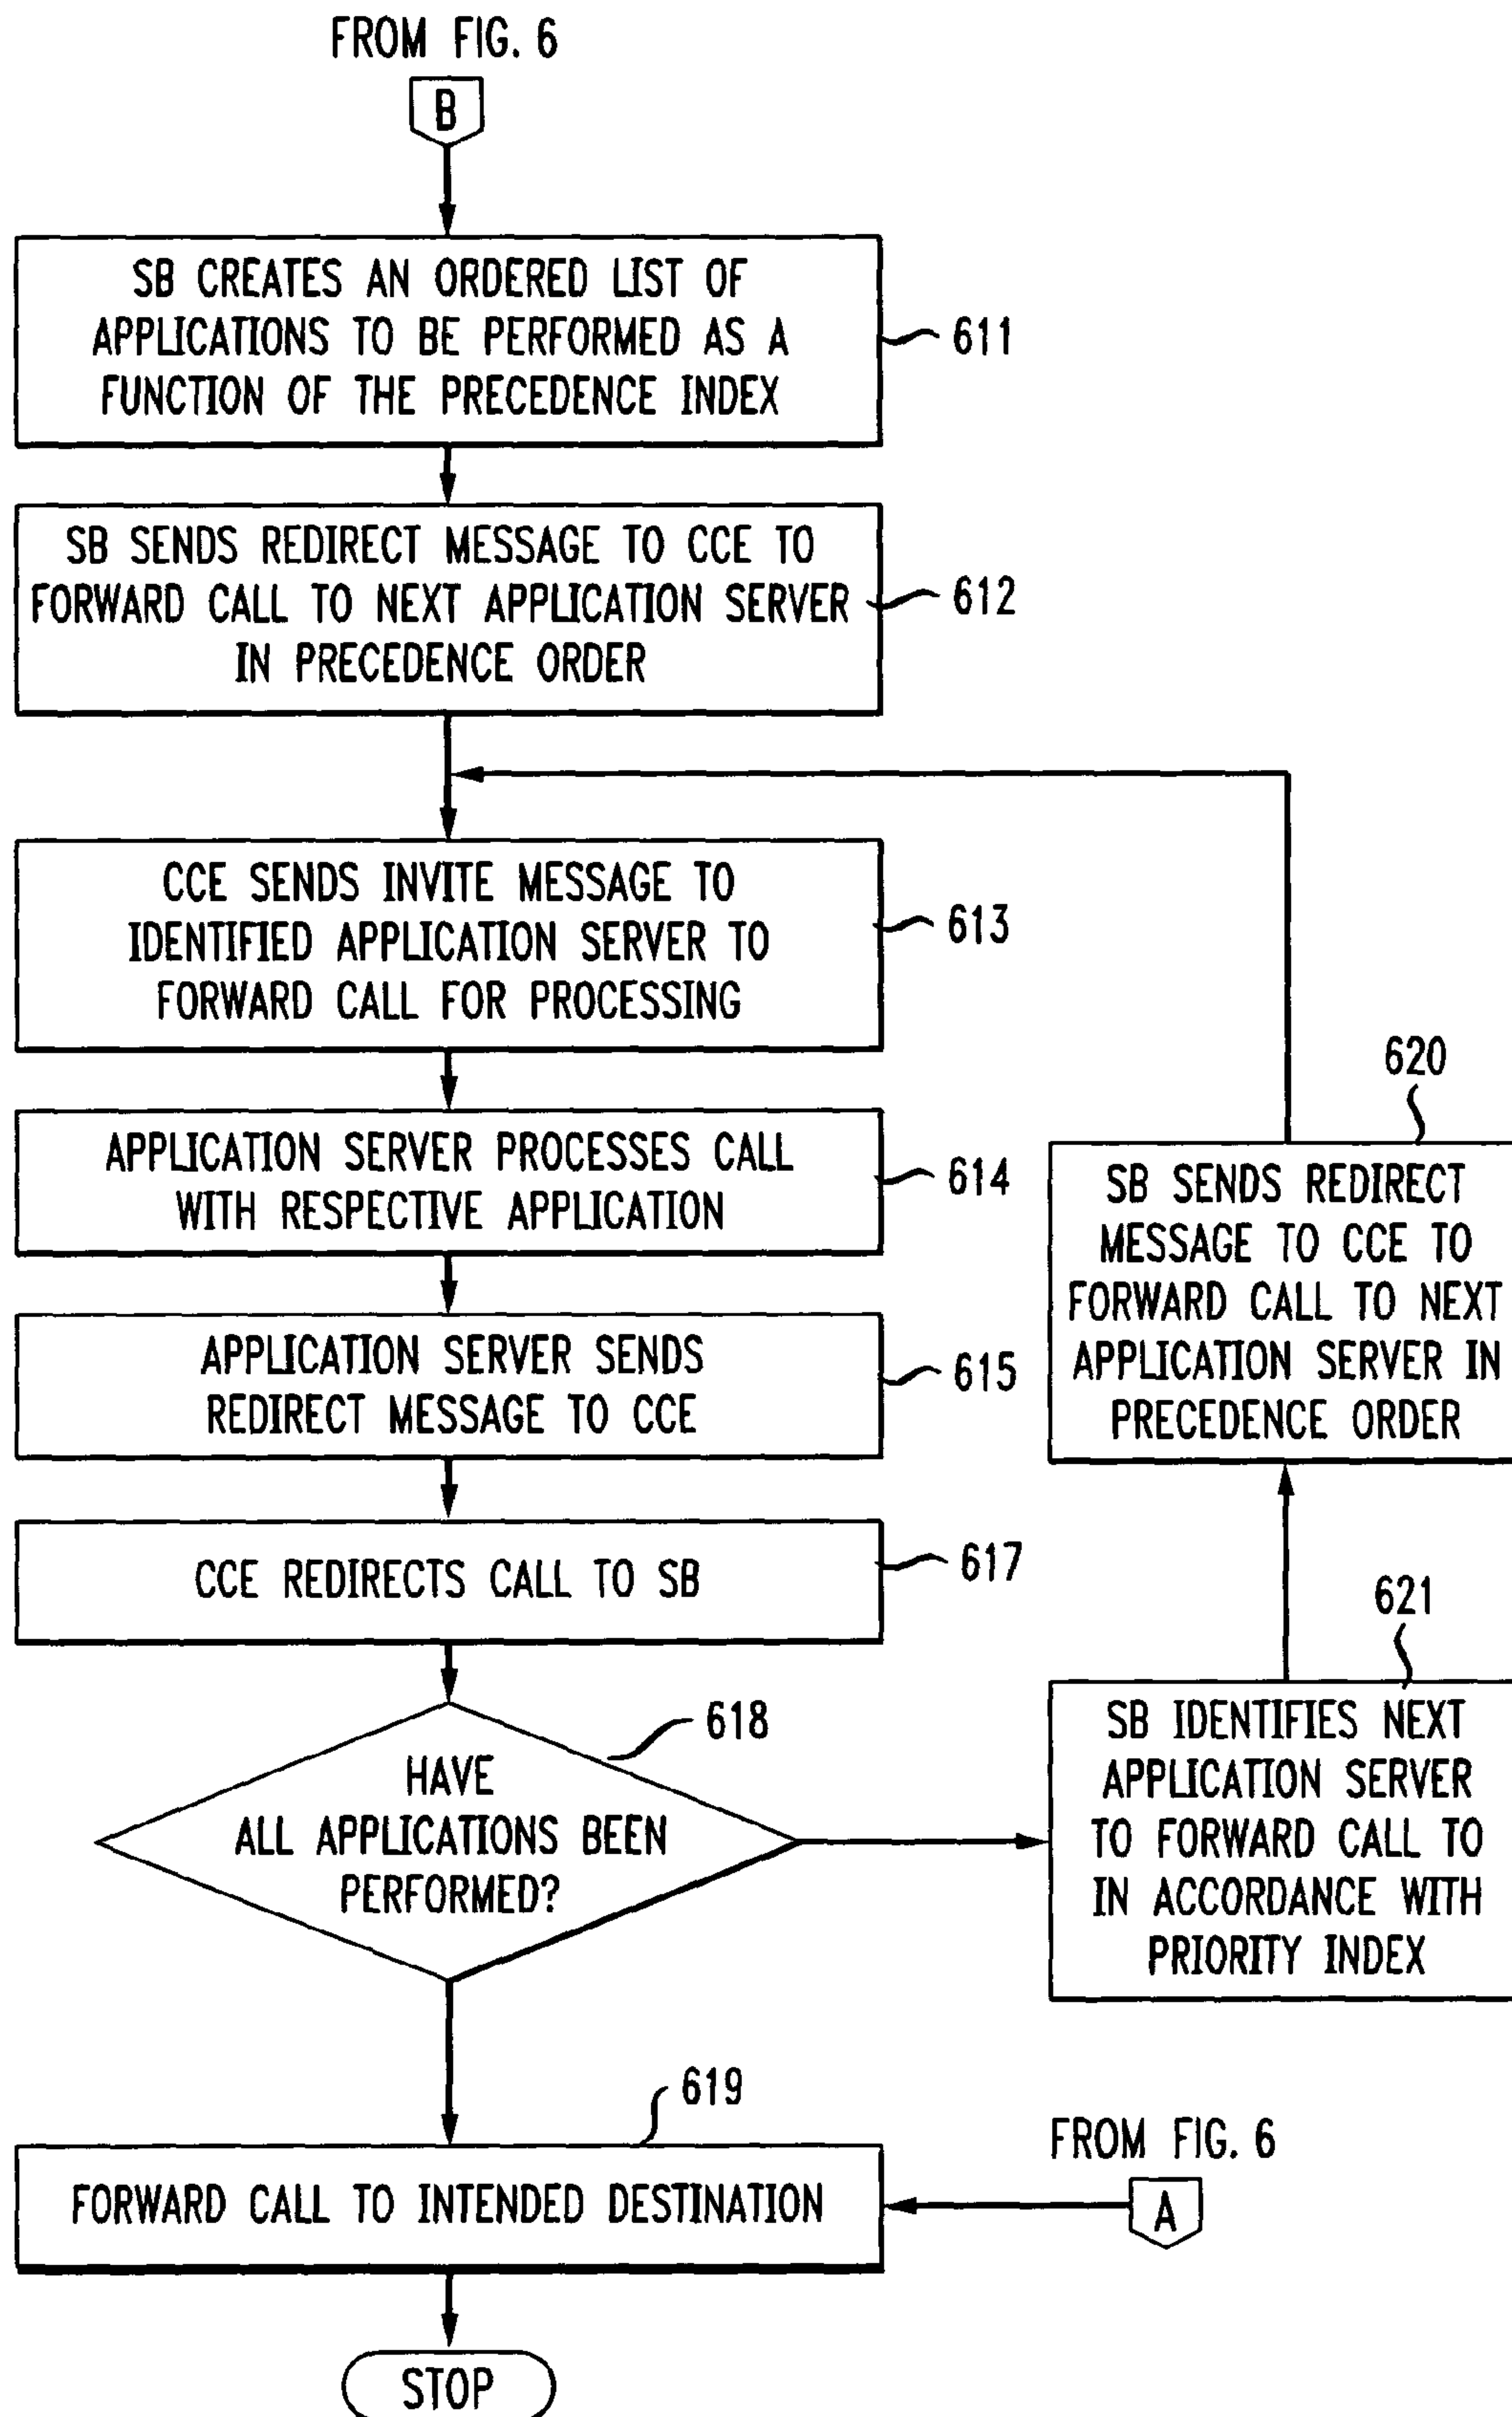 FROM FIG. 6
B
SB CREATES AN ORDERED LIST OF
APPLICATIONS TO BE PERFORMED AS A
FUNCTION OF THE PRECEDENCE INDEX
611
SB SENDS REDIRECT MESSAGE TO CCE TO
FORWARD CALL TO NEXT APPLICATION SERVER
IN PRECEDENCE ORDER
612
CCE SENDS INVITE MESSAGE TO
IDENTIFIED APPLICATION SERVER TO
FORWARD CALL FOR PROCESSING
613
APPLICATION SERVER PROCESSES CALL
WITH RESPECTIVE APPLICATION
614
APPLICATION SERVER SENDS
REDIRECT MESSAGE TO CCE
615
CCE REDIRECTS CALL TO SB
617
HAVE
ALL APPLICATIONS BEEN
PERFORMED?
618
620
SB SENDS REDIRECT
MESSAGE TO CCE TO
FORWARD CALL TO NEXT
APPLICATION SERVER IN
PRECEDENCE ORDER
621
SB IDENTIFIES NEXT
APPLICATION SERVER
TO FORWARD CALL TO
IN ACCORDANCE WITH
PRIORITY INDEX
619
FORWARD CALL TO INTENDED DESTINATION
FROM FIG. 6
A
STOP